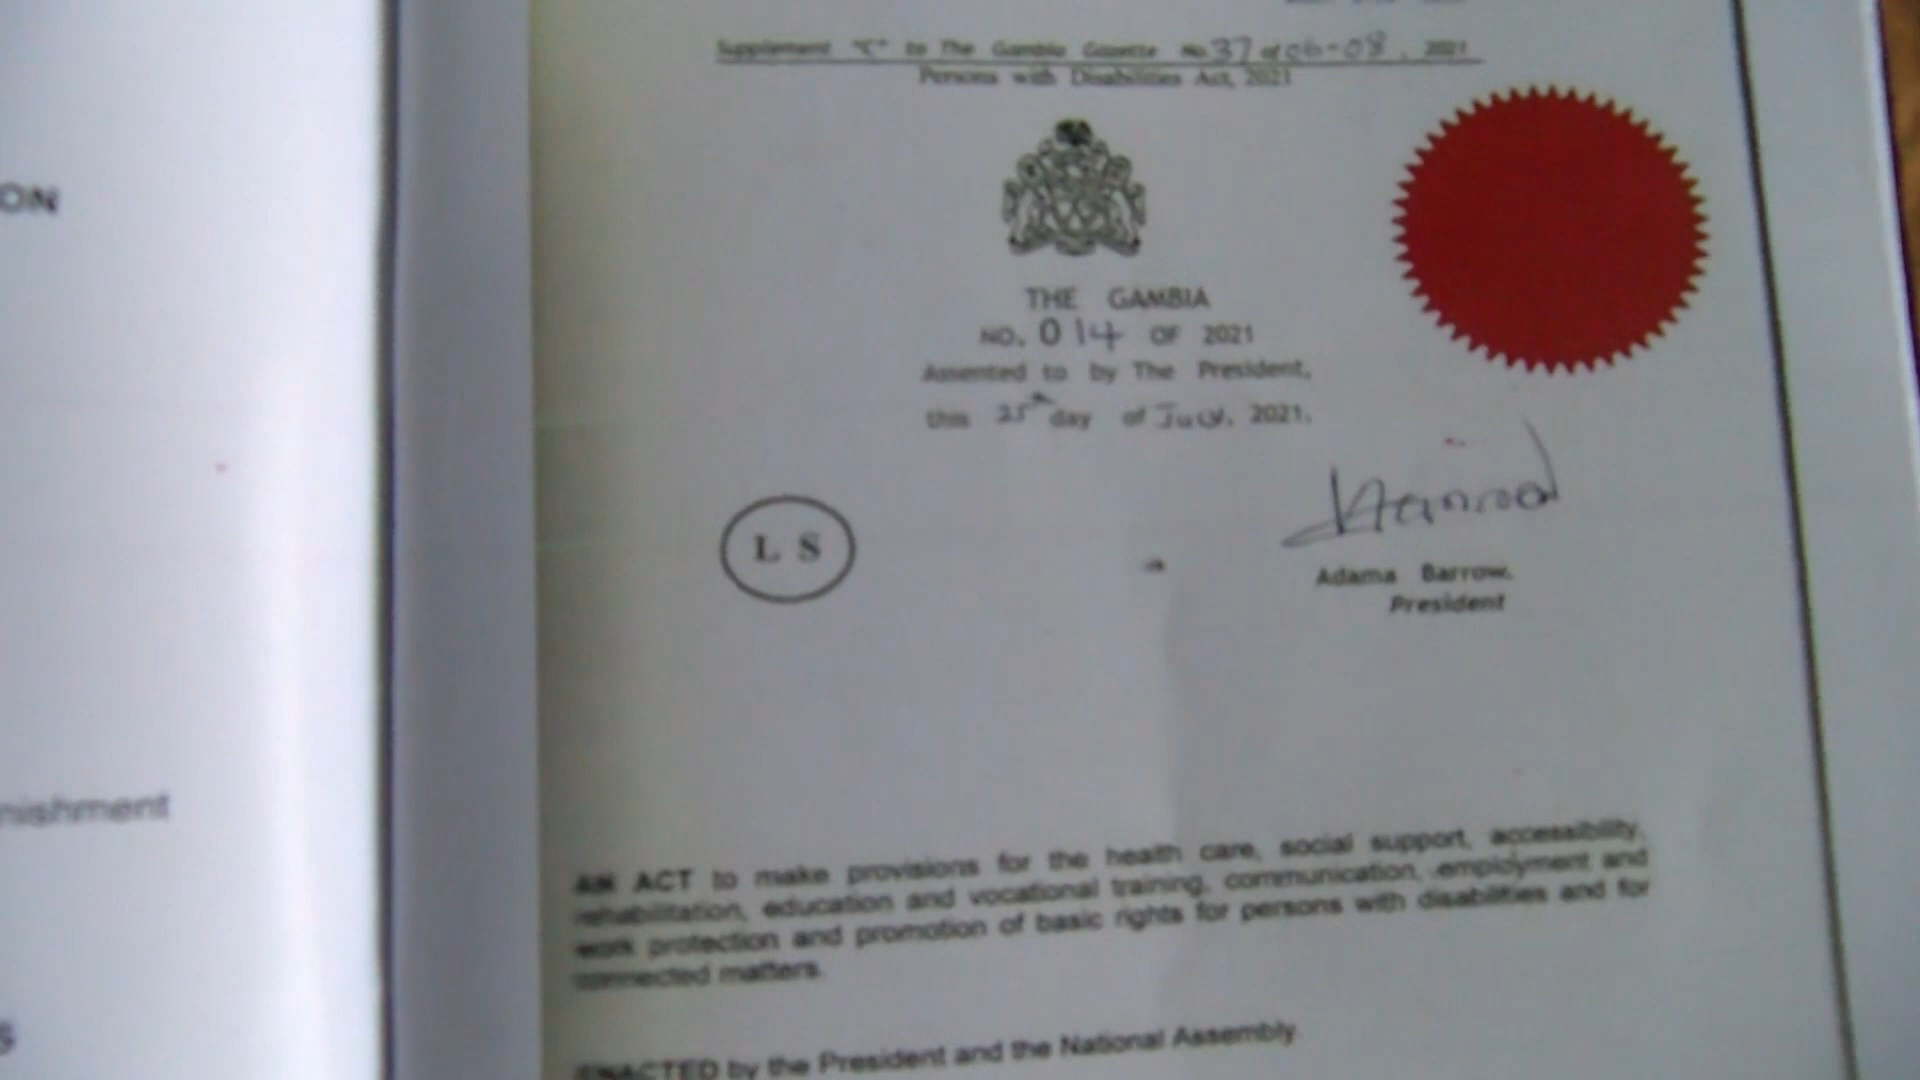 ON
nishment
S
Supplement "C" to The Gambia Gazette No. 37 of 06-08. 2021
Persons with Disabilities Act, 2021
THE GAMBIA
NO. 014 OF 2021
Assented to by The President,
this 25th day of July, 2021.
L S
Adama Barrow.
President
AN ACT to make provisions for the health care, social support, accessibility,
rehabilitation, education and vocational training, communication, employment and
work protection and promotion of basic rights for persons with disabilities and for
connected matters.
ENACTED by the President and the National Assembly